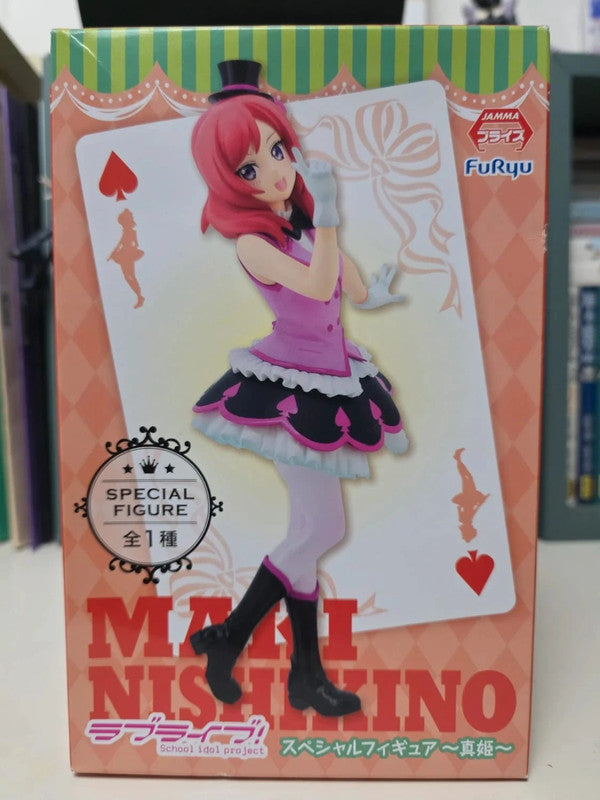 JAMMA
プライズ
FuRyu
SPECIAL
FIGURE
全1種
MAKI
NISHIKINO
ラブライブ!
School idol project
スペシャルフィギュア ~真姫~